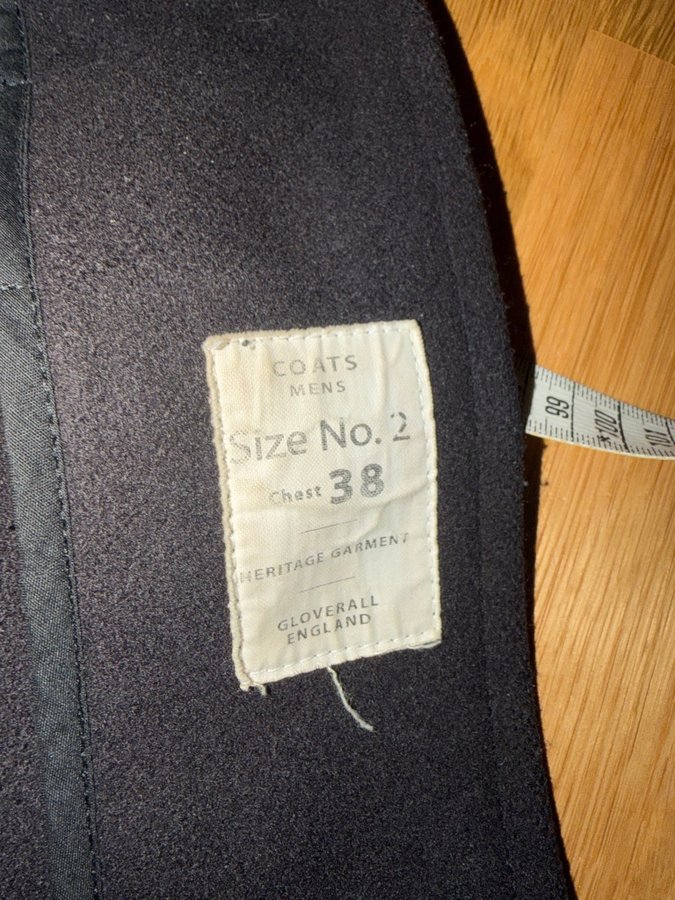 COATS
MENS
Size No. 2
Chest 38
HERITAGE GARMENT
GLOVERALL
ENGLAND
99
100
101